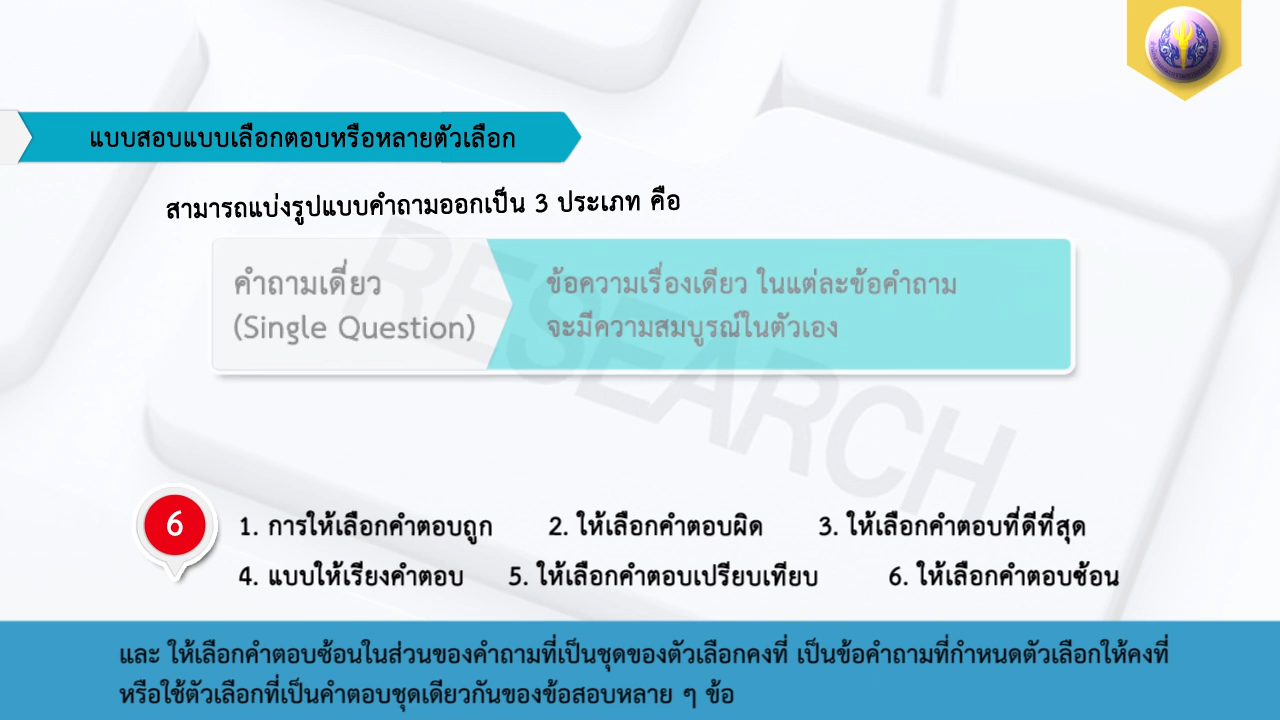 แบบสอบแบบเลือกตอบหรือหลายตัวเลือก
สามารถแบ่งรูปแบบคำถามออกเป็น 3 ประเภท คือ
คำถามเดี่ยว
(Single Question)
ข้อความเรื่องเดียว ในแต่ละข้อคำถาม
จะมีความสมบูรณ์ในตัวเอง
RESEARCH
6
1. การให้เลือกคำตอบถูก 2. ให้เลือกคำตอบผิด 3. ให้เลือกคำตอบที่ดีที่สุด
4. แบบให้เรียงคำตอบ 5. ให้เลือกคำตอบเปรียบเทียบ 6. ให้เลือกคำตอบซ้อน
และ ให้เลือกคำตอบซ้อนในส่วนของคำถามที่เป็นชุดของตัวเลือกคงที่ เป็นข้อคำถามที่กำหนดตัวเลือกให้คงที่
หรือใช้ตัวเลือกที่เป็นคำตอบชุดเดียวกันของข้อสอบหลาย ๆ ข้อ